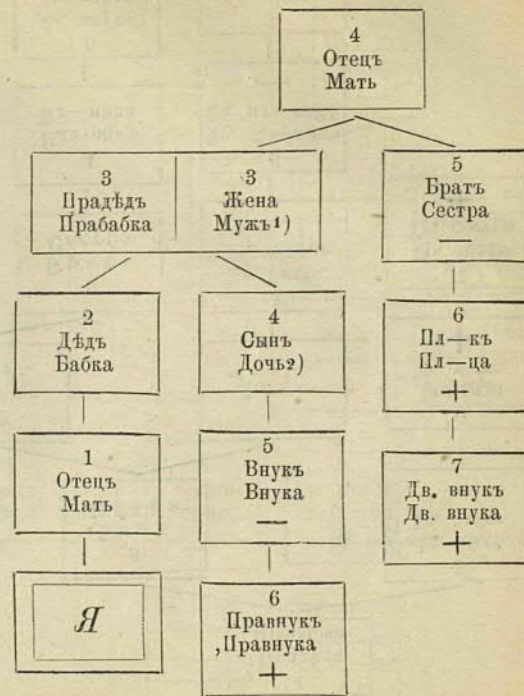 4
Отецъ
Мать
3
Прадѣдъ
Прабабка
3
Жена
Мужъ1)
5
Братъ
Сестра
—
2
Дѣдъ
Бабка
4
Сынъ
Дочь2)
6
Пл—къ
Пл—ца
+
1
Отецъ
Мать
5
Внукъ
Внука
—
7
Дв. внукъ
Дв. внука
+
Я
6
Правнукъ
‚Правнука
+